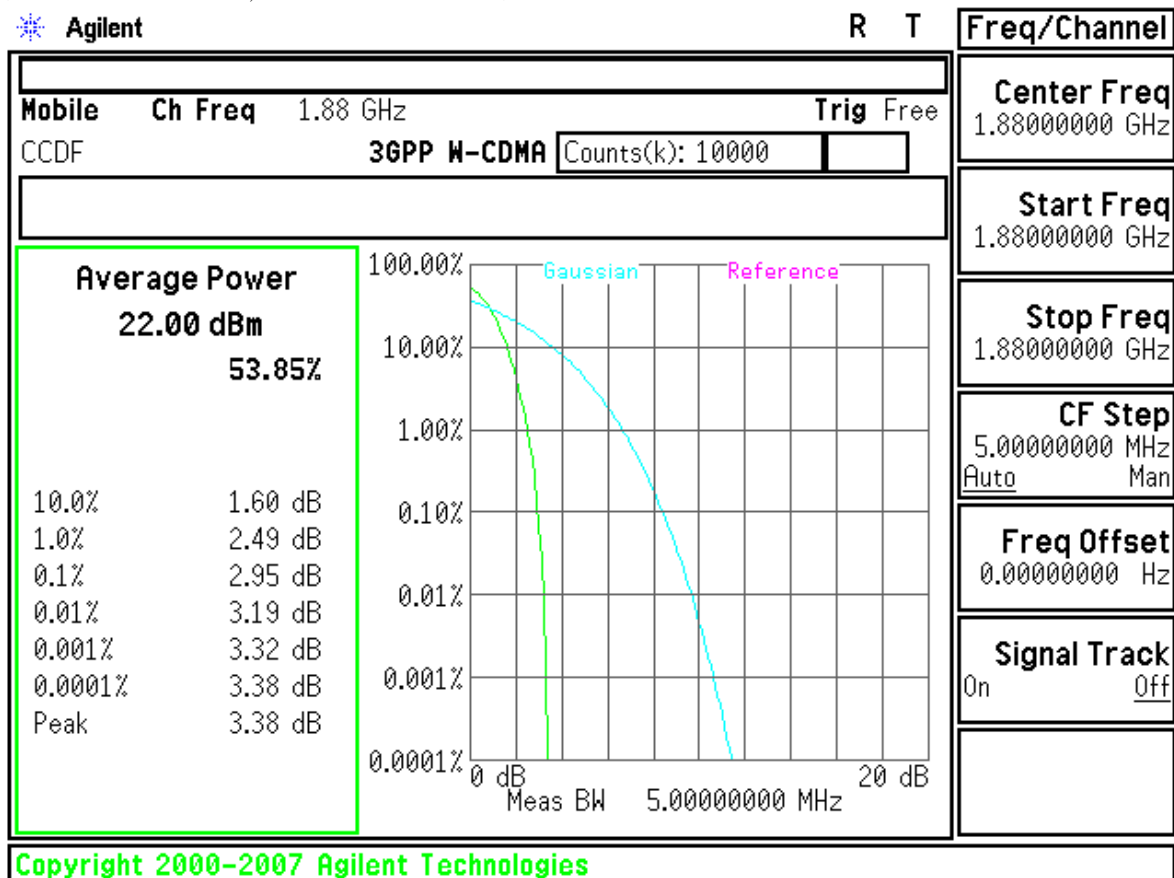 Agilent
R T
Freq/Channel
Mobile Ch Freq 1.88 GHz Trig Free
CCDF 3GPP W-CDMA Counts(k): 10000
Average Power
22.00 dBm
53.85%
10.0% 1.60 dB
1.0% 2.49 dB
0.1% 2.95 dB
0.01% 3.19 dB
0.001% 3.32 dB
0.0001% 3.38 dB
Peak 3.38 dB
Gaussian Reference
100.00%
10.00%
1.00%
0.10%
0.01%
0.001%
0.0001%
0 dB 20 dB
Meas BW 5.00000000 MHz
Center Freq
1.88000000 GHz
Start Freq
1.88000000 GHz
Stop Freq
1.88000000 GHz
CF Step
5.00000000 MHz
Auto Man
Freq Offset
0.00000000 Hz
Signal Track
On Off
Copyright 2000-2007 Agilent Technologies